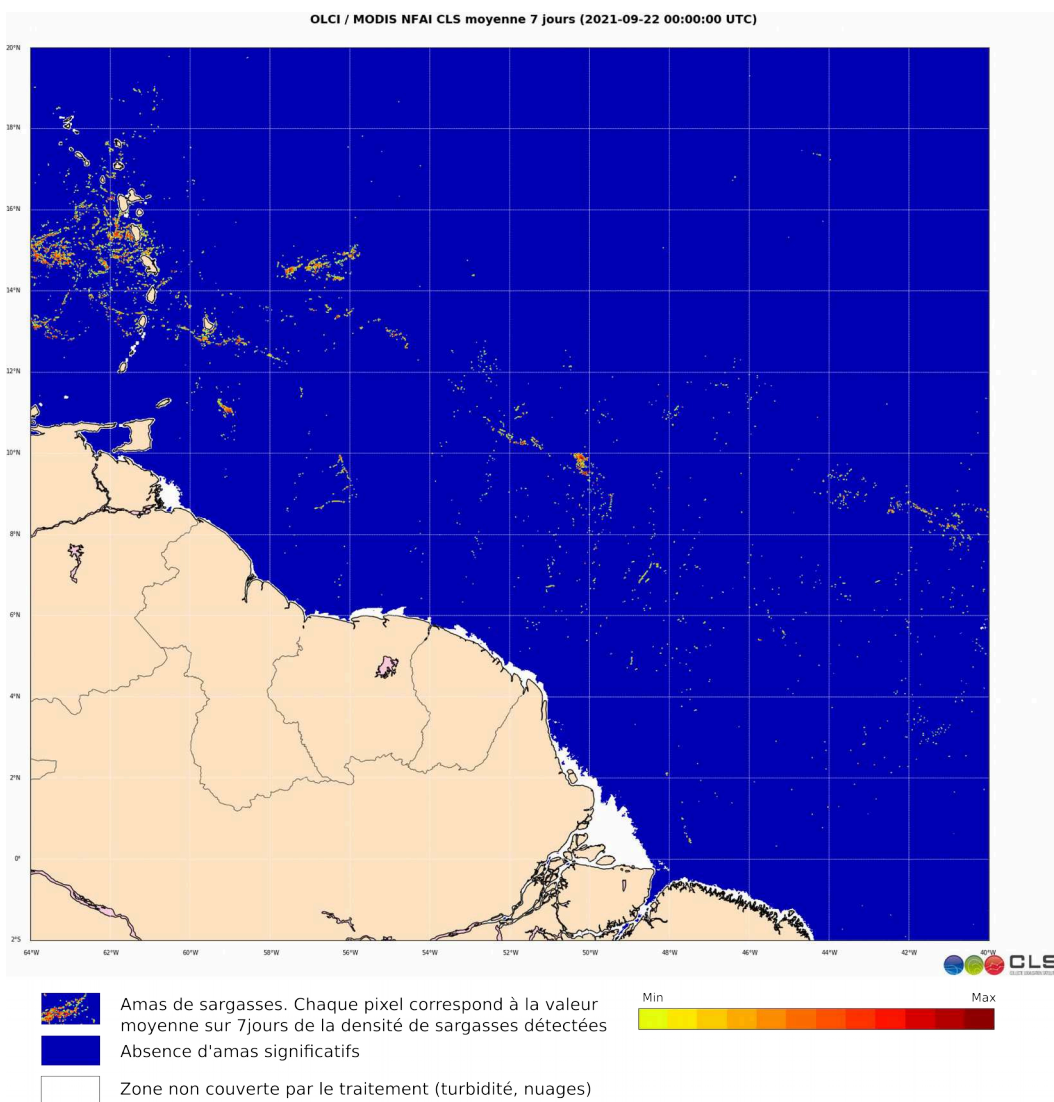 OLCI / MODIS NFAI CLS moyenne 7 jours (2021-09-22 00:00:00 UTC)
20°N
18°N
16°N
14°N
12°N
10°N
8°N
6°N
4°N
2°N
0°
2°S
64°W 62°W 60°W 58°W 56°W 54°W 52°W 50°W 48°W 46°W 44°W 42°W 40°W
CLS
Min Max
Amas de sargasses. Chaque pixel correspond à la valeur
moyenne sur 7jours de la densité de sargasses détectées
Absence d'amas significatifs
Zone non couverte par le traitement (turbidité, nuages)